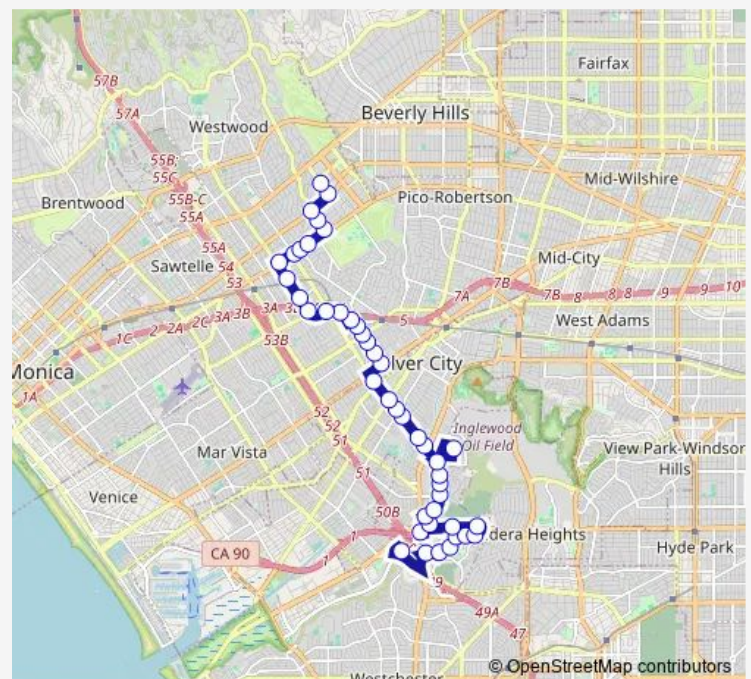 57B
Fairfax
57A
Beverly Hills
Westwood
55B;
55C
55B-C
55A
Mid-Wilshire
Brentwood
Pico-Robertson
55A
Sawtelle
54
53
Mid-City
7B
7A
7B
8
8
8
9
9
10
3A
3B
3A
2C
2A
1C
5
West Adams
53B
Monica
lver City
1A
52
52
51
Inglewood
Oil Field
Mar Vista
51
View Park-Windsor
Hills
Venice
50B
1
dera Heights
Hyde Park
CA 90
1
49A
47
Westchester
© OpenStreetMap contributors